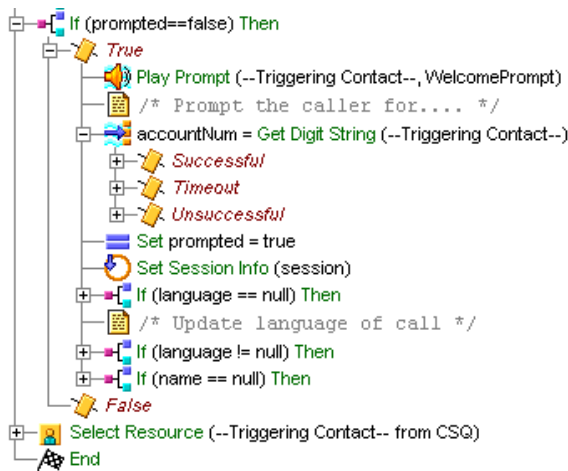 If (prompted==false) Then
True
Play Prompt (--Triggering Contact--, WelcomePrompt)
/* Prompt the caller for.... */
accountNum = Get Digit String (--Triggering Contact--)
Successful
Timeout
Unsuccessful
Set prompted = true
Set Session Info (session)
If (language == null) Then
/* Update language of call */
If (language != null) Then
If (name == null) Then
False
Select Resource (--Triggering Contact-- from CSQ)
End